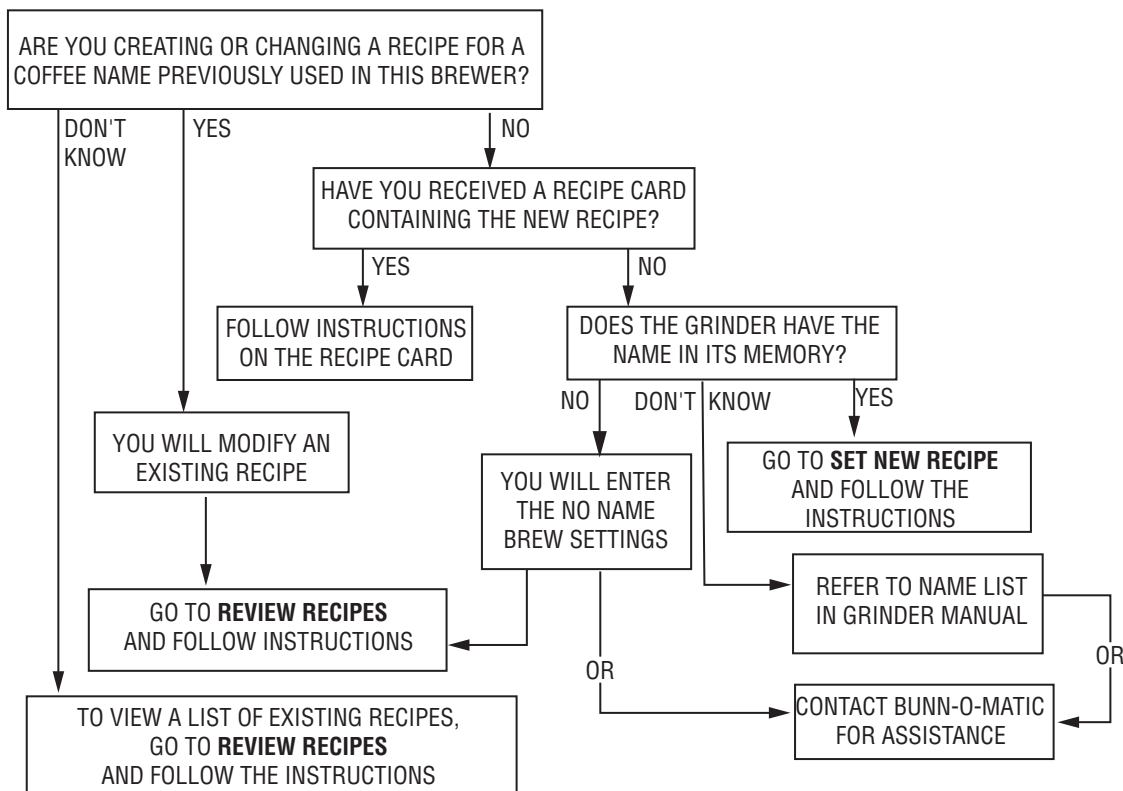 ARE YOU CREATING OR CHANGING A RECIPE FOR A
COFFEE NAME PREVIOUSLY USED IN THIS BREWER?
DON'T
KNOW
YES
NO
HAVE YOU RECEIVED A RECIPE CARD
CONTAINING THE NEW RECIPE?
YES
NO
FOLLOW INSTRUCTIONS
ON THE RECIPE CARD
DOES THE GRINDER HAVE THE
NAME IN ITS MEMORY?
NO
DON'T KNOW
YES
YOU WILL MODIFY AN
EXISTING RECIPE
YOU WILL ENTER
THE NO NAME
BREW SETTINGS
GO TO SET NEW RECIPE
AND FOLLOW THE
INSTRUCTIONS
GO TO REVIEW RECIPES
AND FOLLOW INSTRUCTIONS
REFER TO NAME LIST
IN GRINDER MANUAL
OR
OR
TO VIEW A LIST OF EXISTING RECIPES,
GO TO REVIEW RECIPES
AND FOLLOW THE INSTRUCTIONS
CONTACT BUNN-O-MATIC
FOR ASSISTANCE